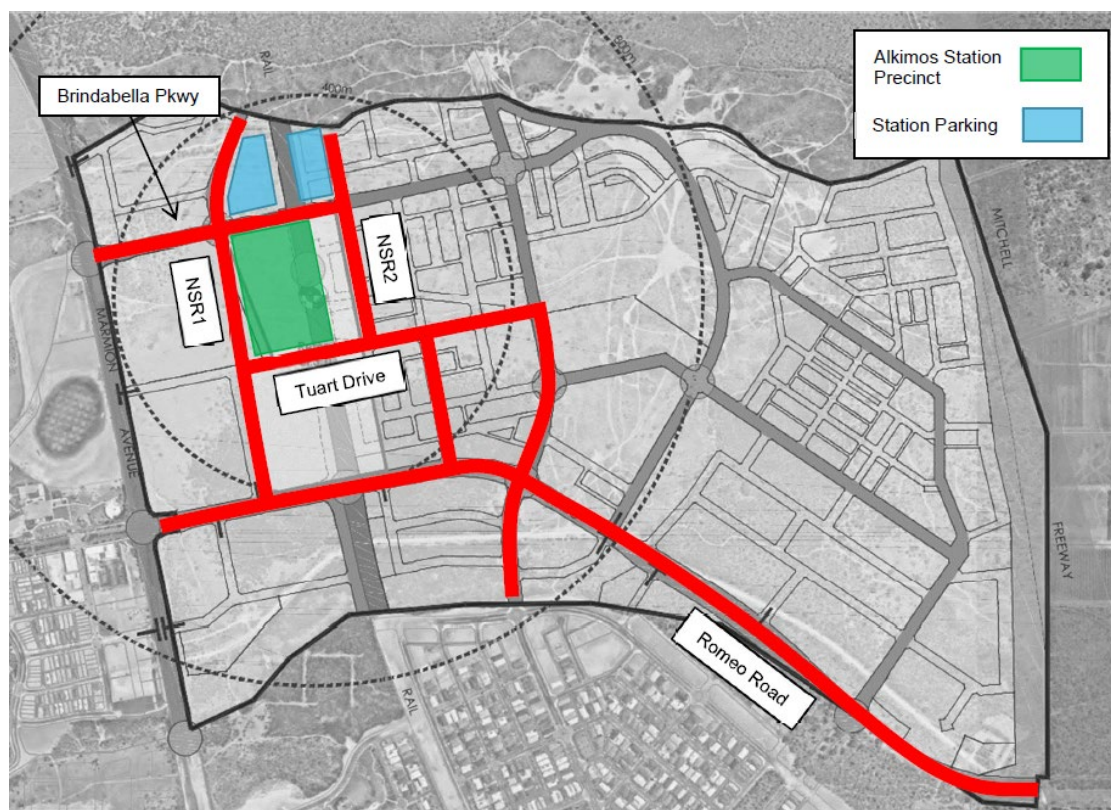 RAIL
600m
400m
Alkimos Station
Precinct
Station Parking
Brindabella Pkwy
NSR1
NSR2
MITCHELL
MARMION
AVENUE
Tuart Drive
FREEWAY
Romeo Road
RAIL